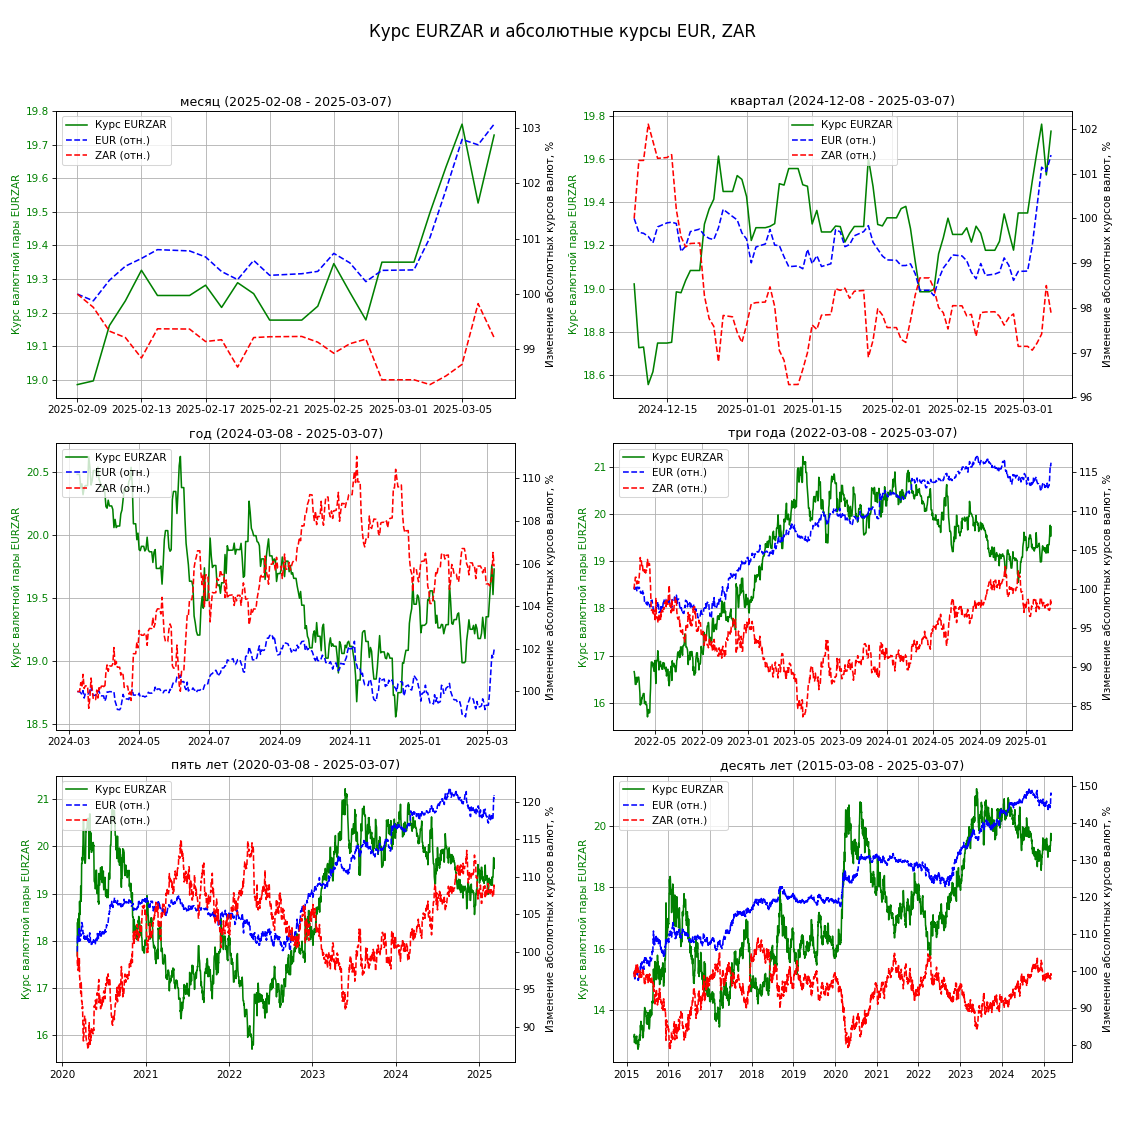 Курс EURZAR и абсолютные курсы EUR, ZAR
месяц (2025-02-08 - 2025-03-07)
Курс EURZAR
EUR (отн.)
ZAR (отн.)
Курс валютной пары EURZAR
19.8
19.7
19.6
19.5
19.4
19.3
19.2
19.1
19.0
103
102
101
100
99
Изменение абсолютных курсов валют, %
2025-02-09 2025-02-13 2025-02-17 2025-02-21 2025-02-25 2025-03-01 2025-03-05
квартал (2024-12-08 - 2025-03-07)
Курс EURZAR
EUR (отн.)
ZAR (отн.)
Курс валютной пары EURZAR
19.8
19.6
19.4
19.2
19.0
18.8
18.6
102
101
100
99
98
97
96
Изменение абсолютных курсов валют, %
2024-12-15 2025-01-01 2025-01-15 2025-02-01 2025-02-15 2025-03-01
год (2024-03-08 - 2025-03-07)
Курс EURZAR
EUR (отн.)
ZAR (отн.)
Курс валютной пары EURZAR
20.5
20.0
19.5
19.0
18.5
110
108
106
104
102
100
Изменение абсолютных курсов валют, %
2024-03 2024-05 2024-07 2024-09 2024-11 2025-01 2025-03
три года (2022-03-08 - 2025-03-07)
Курс EURZAR
EUR (отн.)
ZAR (отн.)
Курс валютной пары EURZAR
21
20
19
18
17
16
115
110
105
100
95
90
85
Изменение абсолютных курсов валют, %
2022-05 2022-09 2023-01 2023-05 2023-09 2024-01 2024-05 2024-09 2025-01
пять лет (2020-03-08 - 2025-03-07)
Курс EURZAR
EUR (отн.)
ZAR (отн.)
Курс валютной пары EURZAR
21
20
19
18
17
16
120
115
110
105
100
95
90
Изменение абсолютных курсов валют, %
2020 2021 2022 2023 2024 2025
десять лет (2015-03-08 - 2025-03-07)
Курс EURZAR
EUR (отн.)
ZAR (отн.)
Курс валютной пары EURZAR
20
18
16
14
150
140
130
120
110
100
90
80
Изменение абсолютных курсов валют, %
2015 2016 2017 2018 2019 2020 2021 2022 2023 2024 2025